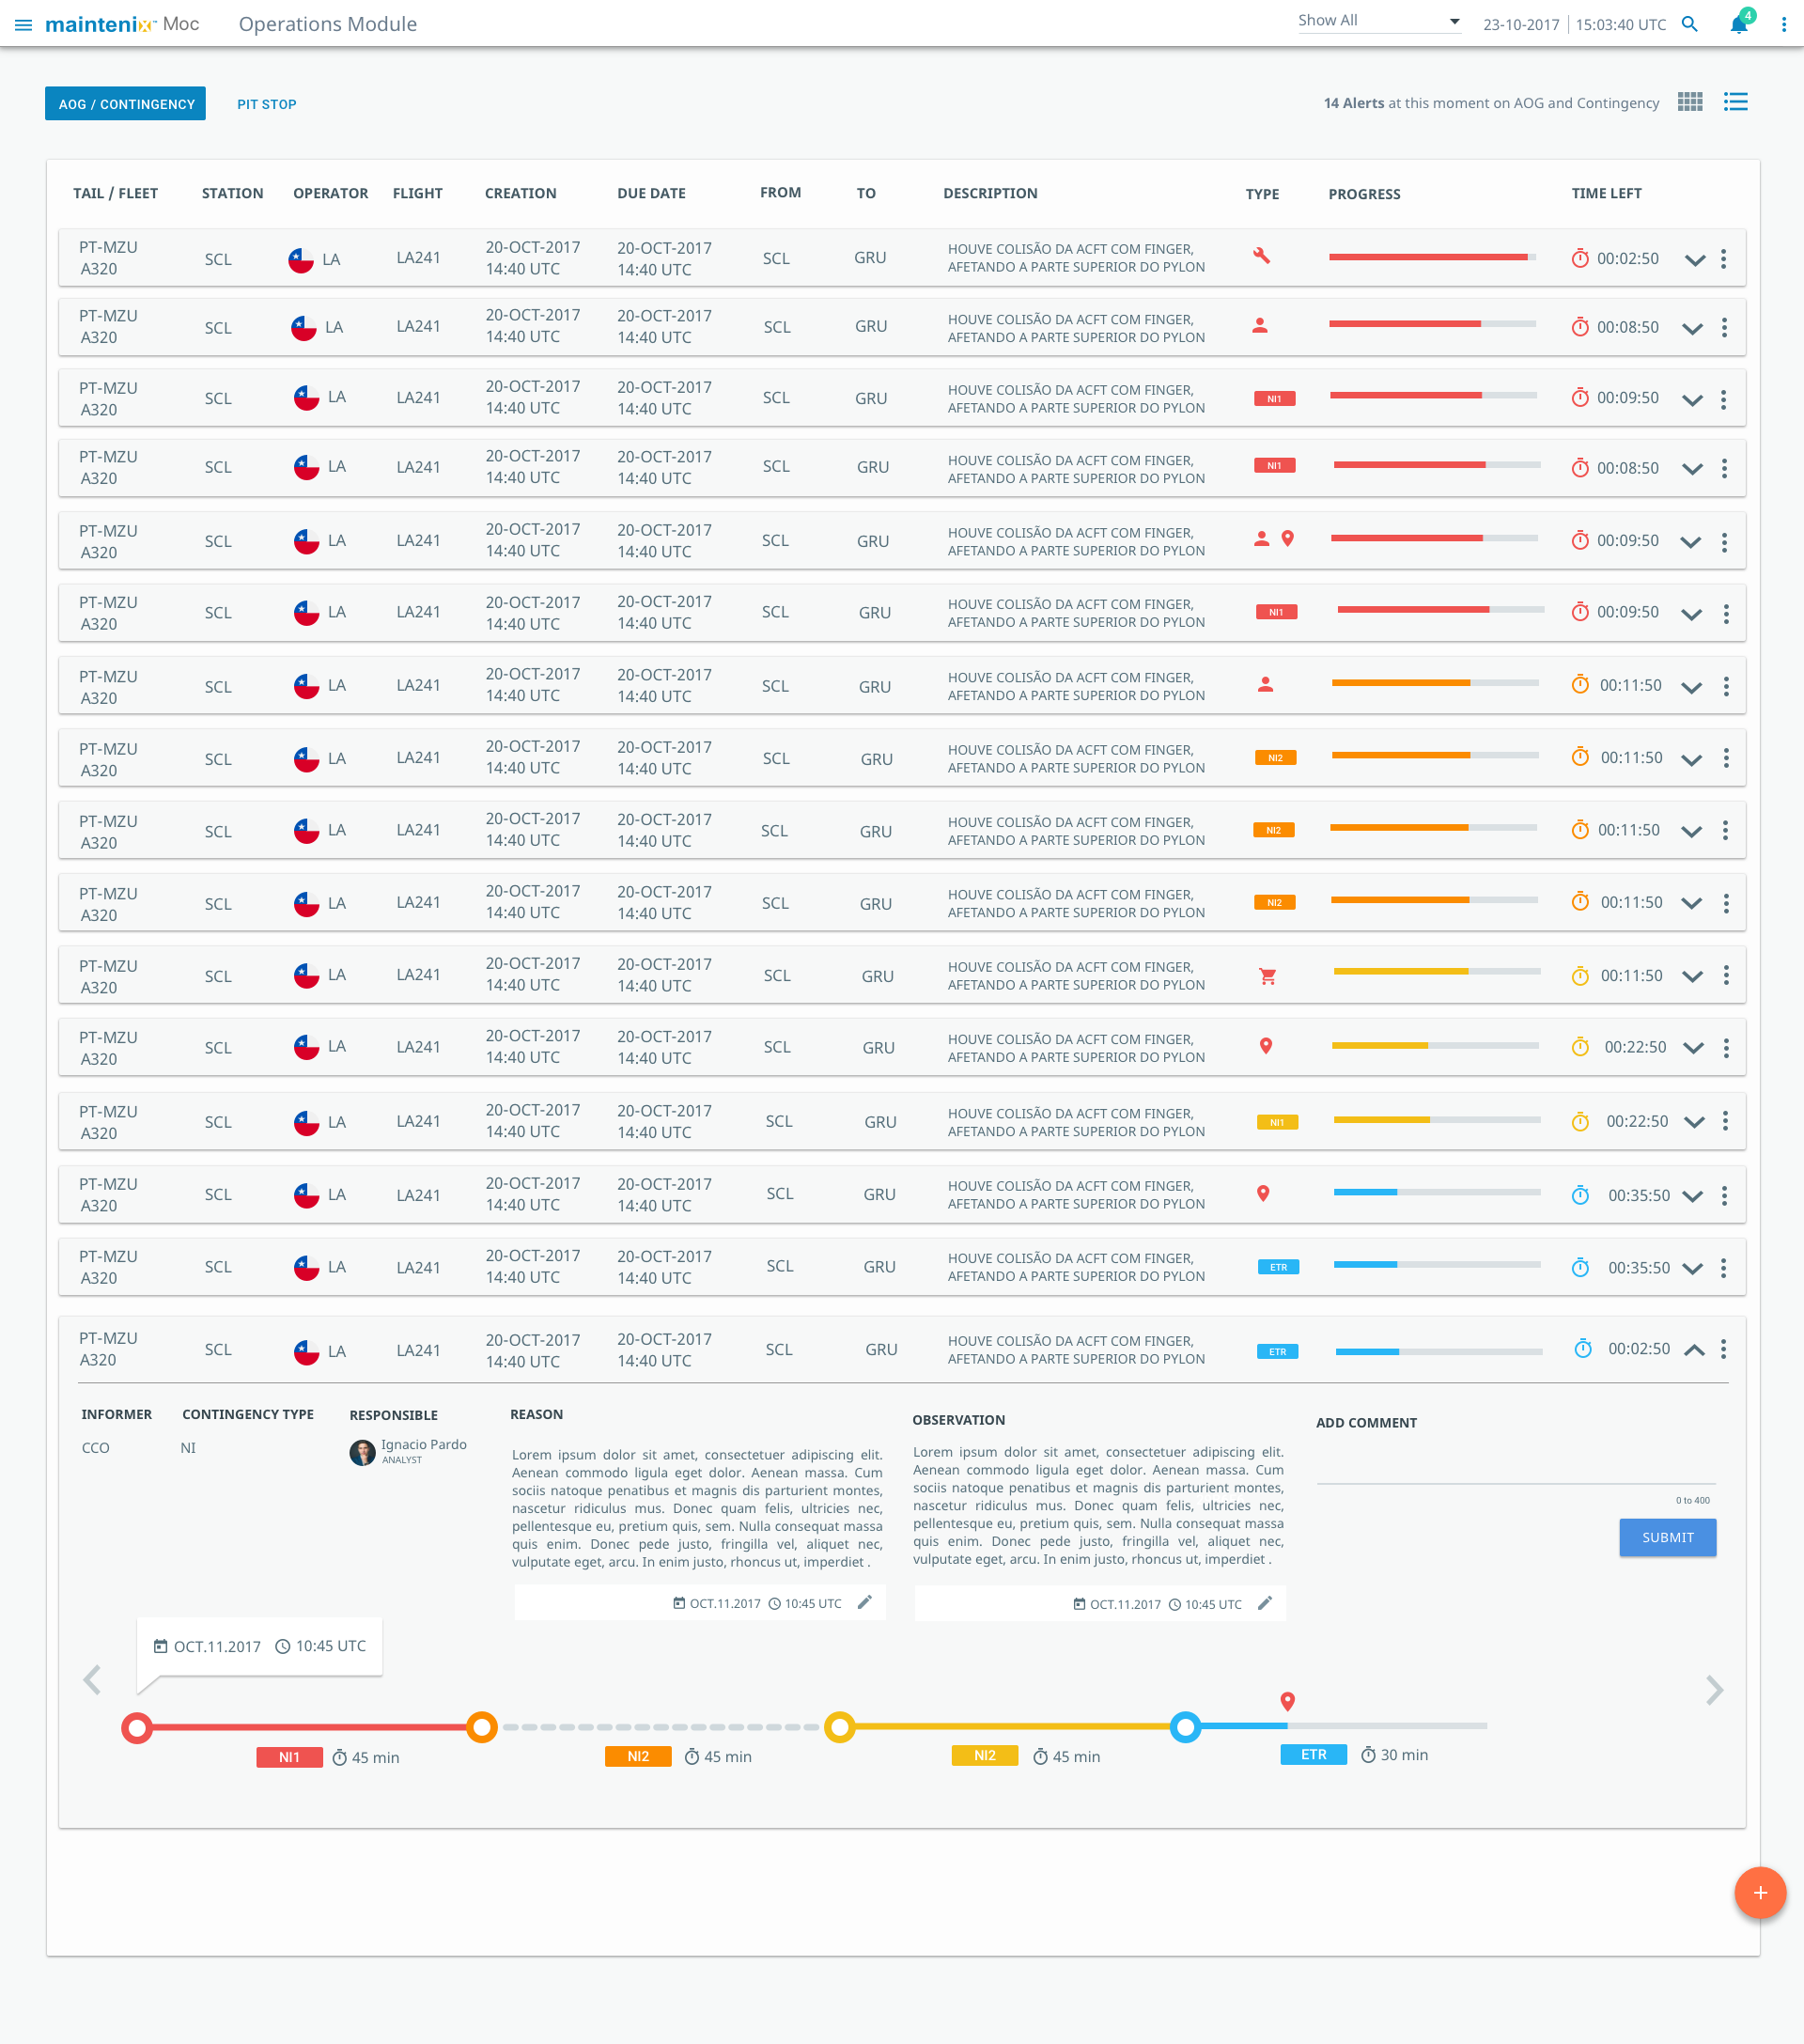 maintenix™ Moc
Operations Module
Show All
23-10-2017 | 15:03:40 UTC
4
AOG / CONTINGENCY
PIT STOP
14 Alerts at this moment on AOG and Contingency
TAIL / FLEET STATION OPERATOR FLIGHT CREATION DUE DATE FROM TO DESCRIPTION TYPE PROGRESS TIME LEFT
PT-MZU 20-OCT-2017 20-OCT-2017 HOUVE COLISÃO DA ACFT COM FINGER,
SCL LA LA241 SCL GRU 00:02:50
A320 14:40 UTC 14:40 UTC AFETANDO A PARTE SUPERIOR DO PYLON
PT-MZU 20-OCT-2017 20-OCT-2017 HOUVE COLISÃO DA ACFT COM FINGER,
SCL LA LA241 SCL GRU 00:08:50
A320 14:40 UTC 14:40 UTC AFETANDO A PARTE SUPERIOR DO PYLON
PT-MZU 20-OCT-2017 20-OCT-2017 HOUVE COLISÃO DA ACFT COM FINGER,
SCL LA LA241 SCL GRU NI1 00:09:50
A320 14:40 UTC 14:40 UTC AFETANDO A PARTE SUPERIOR DO PYLON
PT-MZU 20-OCT-2017 20-OCT-2017 HOUVE COLISÃO DA ACFT COM FINGER,
SCL LA LA241 SCL GRU NI1 00:08:50
A320 14:40 UTC 14:40 UTC AFETANDO A PARTE SUPERIOR DO PYLON
PT-MZU 20-OCT-2017 20-OCT-2017 HOUVE COLISÃO DA ACFT COM FINGER,
SCL LA LA241 SCL GRU 00:09:50
A320 14:40 UTC 14:40 UTC AFETANDO A PARTE SUPERIOR DO PYLON
PT-MZU 20-OCT-2017 20-OCT-2017 HOUVE COLISÃO DA ACFT COM FINGER,
SCL LA LA241 SCL GRU NI1 00:09:50
A320 14:40 UTC 14:40 UTC AFETANDO A PARTE SUPERIOR DO PYLON
PT-MZU 20-OCT-2017 20-OCT-2017 HOUVE COLISÃO DA ACFT COM FINGER,
SCL LA LA241 SCL GRU 00:11:50
A320 14:40 UTC 14:40 UTC AFETANDO A PARTE SUPERIOR DO PYLON
PT-MZU 20-OCT-2017 20-OCT-2017 HOUVE COLISÃO DA ACFT COM FINGER,
SCL LA LA241 SCL GRU NI2 00:11:50
A320 14:40 UTC 14:40 UTC AFETANDO A PARTE SUPERIOR DO PYLON
PT-MZU 20-OCT-2017 20-OCT-2017 HOUVE COLISÃO DA ACFT COM FINGER,
SCL LA LA241 SCL GRU NI2 00:11:50
A320 14:40 UTC 14:40 UTC AFETANDO A PARTE SUPERIOR DO PYLON
PT-MZU 20-OCT-2017 20-OCT-2017 HOUVE COLISÃO DA ACFT COM FINGER,
SCL LA LA241 SCL GRU NI2 00:11:50
A320 14:40 UTC 14:40 UTC AFETANDO A PARTE SUPERIOR DO PYLON
PT-MZU 20-OCT-2017 20-OCT-2017 HOUVE COLISÃO DA ACFT COM FINGER,
SCL LA LA241 SCL GRU 00:11:50
A320 14:40 UTC 14:40 UTC AFETANDO A PARTE SUPERIOR DO PYLON
PT-MZU 20-OCT-2017 20-OCT-2017 HOUVE COLISÃO DA ACFT COM FINGER,
SCL LA LA241 SCL GRU 00:22:50
A320 14:40 UTC 14:40 UTC AFETANDO A PARTE SUPERIOR DO PYLON
PT-MZU 20-OCT-2017 20-OCT-2017 HOUVE COLISÃO DA ACFT COM FINGER,
SCL LA LA241 SCL GRU NI1 00:22:50
A320 14:40 UTC 14:40 UTC AFETANDO A PARTE SUPERIOR DO PYLON
PT-MZU 20-OCT-2017 20-OCT-2017 HOUVE COLISÃO DA ACFT COM FINGER,
SCL LA LA241 SCL GRU 00:35:50
A320 14:40 UTC 14:40 UTC AFETANDO A PARTE SUPERIOR DO PYLON
PT-MZU 20-OCT-2017 20-OCT-2017 HOUVE COLISÃO DA ACFT COM FINGER,
SCL LA LA241 SCL GRU ETR 00:35:50
A320 14:40 UTC 14:40 UTC AFETANDO A PARTE SUPERIOR DO PYLON
PT-MZU 20-OCT-2017 20-OCT-2017 HOUVE COLISÃO DA ACFT COM FINGER,
SCL LA LA241 SCL GRU ETR 00:02:50
A320 14:40 UTC 14:40 UTC AFETANDO A PARTE SUPERIOR DO PYLON
INFORMER
CCO
CONTINGENCY TYPE
NI
RESPONSIBLE
Ignacio Pardo
ANALYST
REASON
Lorem ipsum dolor sit amet, consectetuer adipiscing elit.
Aenean commodo ligula eget dolor. Aenean massa. Cum
sociis natoque penatibus et magnis dis parturient montes,
nascetur ridiculus mus. Donec quam felis, ultricies nec,
pellentesque eu, pretium quis, sem. Nulla consequat massa
quis enim. Donec pede justo, fringilla vel, aliquet nec,
vulputate eget, arcu. In enim justo, rhoncus ut, imperdiet .
OCT.11.2017 10:45 UTC
OBSERVATION
Lorem ipsum dolor sit amet, consectetuer adipiscing elit.
Aenean commodo ligula eget dolor. Aenean massa. Cum
sociis natoque penatibus et magnis dis parturient montes,
nascetur ridiculus mus. Donec quam felis, ultricies nec,
pellentesque eu, pretium quis, sem. Nulla consequat massa
quis enim. Donec pede justo, fringilla vel, aliquet nec,
vulputate eget, arcu. In enim justo, rhoncus ut, imperdiet .
OCT.11.2017 10:45 UTC
ADD COMMENT
0 to 400
SUBMIT
OCT.11.2017 10:45 UTC
NI1 45 min
NI2 45 min
NI2 45 min
ETR 30 min
+